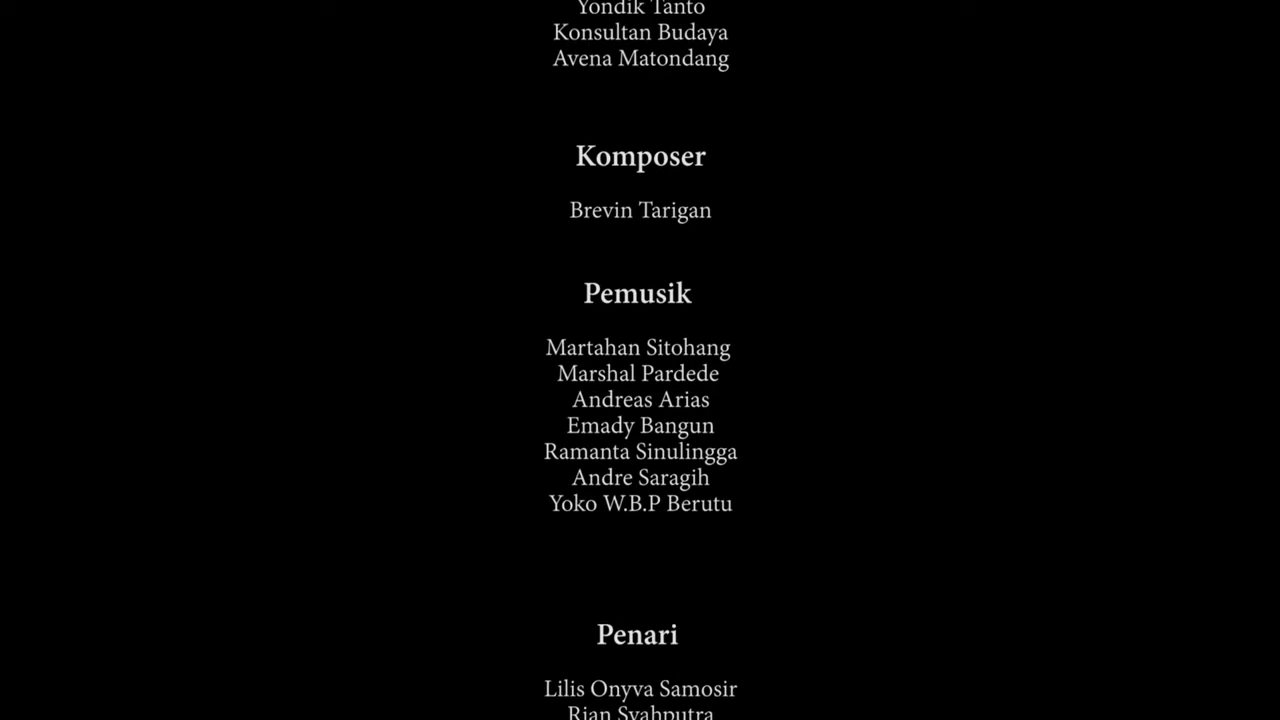 Yondik Tanto
Konsultan Budaya
Avena Matondang
Komposer
Brevin Tarigan
Pemusik
Martahan Sitohang
Marshal Pardede
Andreas Arias
Emady Bangun
Ramanta Sinulingga
Andre Saragih
Yoko W.B.P Berutu
Penari
Lilis Onyva Samosir
Rian Syahputra